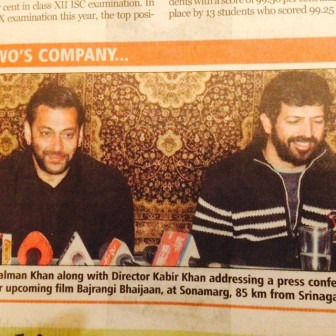 cent in class XII ISC examination. In
X examination this year, the top posi-
dents with a score of 99.50 per cent
place by 13 students who scored 99.25
WO'S COMPANY...
alman Khan along with Director Kabir Khan addressing a press confe
r upcoming film Bajrangi Bhaijaan, at Sonamarg, 85 km from Srinaga